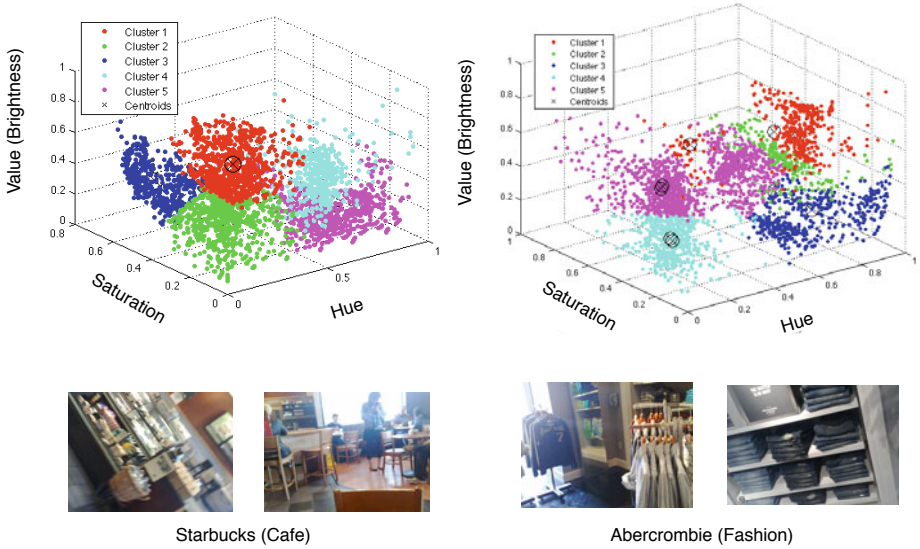 Cluster 1
Cluster 2
Cluster 3
Cluster 4
Cluster 5
Centroids
Value (Brightness)
1
0.8
0.6
0.4
0.2
0
0.8
0.6
0.4
0.2
0
0
0.5
1
Saturation
Hue
Cluster 1
Cluster 2
Cluster 3
Cluster 4
Cluster 5
Centroids
Value (Brightness)
1
0.8
0.6
0.4
0.2
0
1
0.8
0.6
0.4
0.2
0
0
0.2
0.4
0.6
0.8
1
Saturation
Hue
Starbucks (Cafe)
Abercrombie (Fashion)